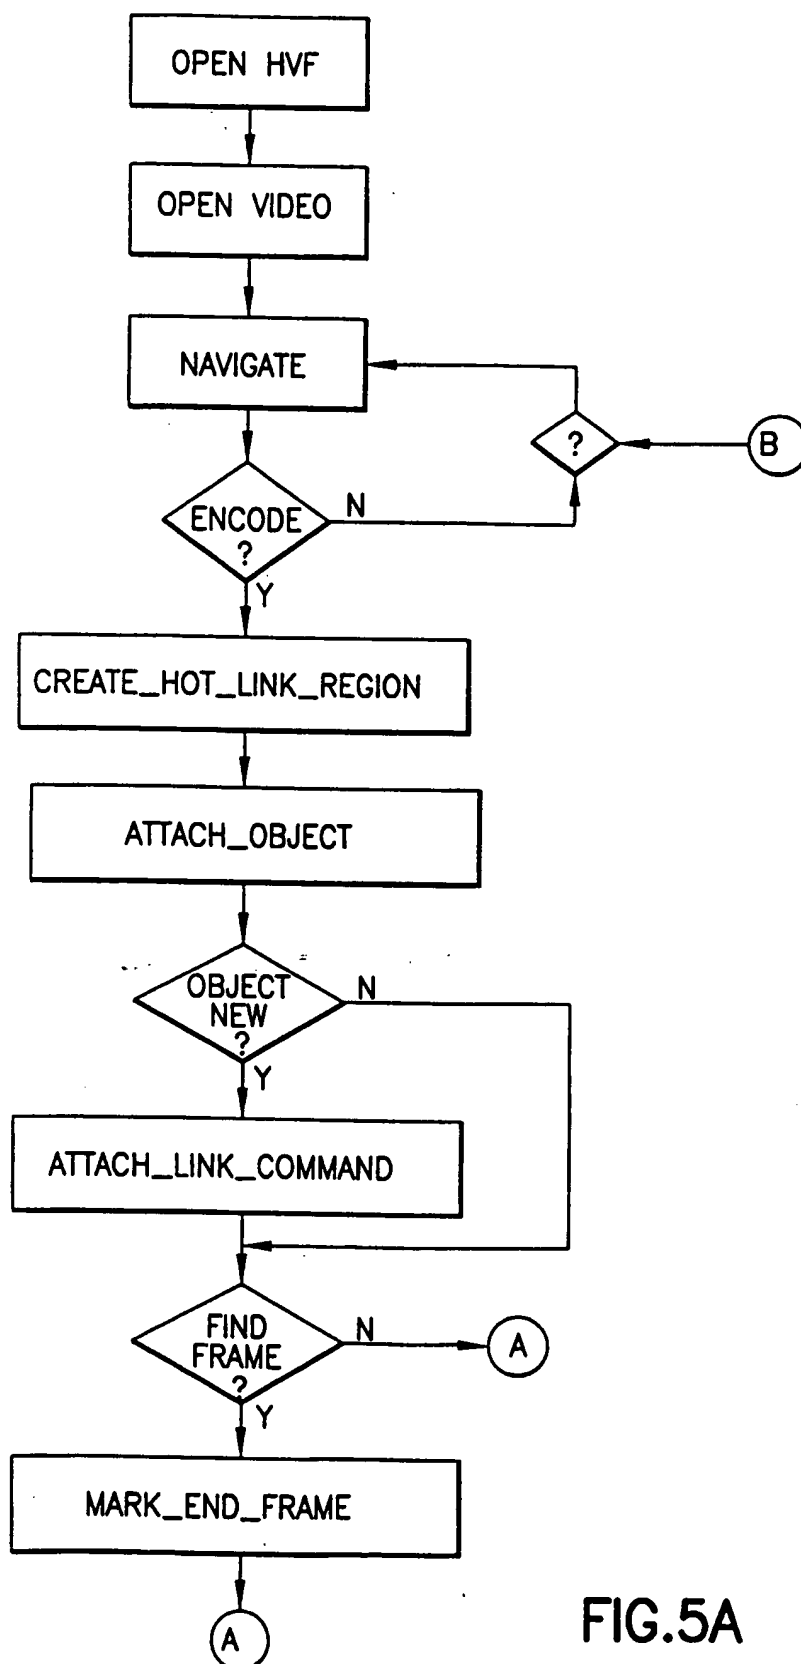 OPEN HVF
OPEN VIDEO
NAVIGATE
?
B
ENCODE
?
N
Y
CREATE_HOT_LINK_REGION
ATTACH_OBJECT
OBJECT
NEW
?
N
Y
ATTACH_LINK_COMMAND
FIND
FRAME
?
N
A
Y
MARK_END_FRAME
A
FIG.5A